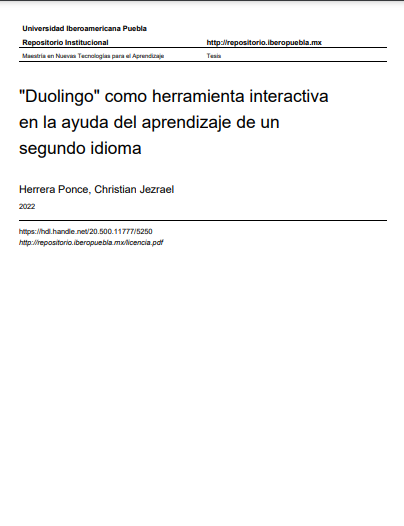 Universidad Iberoamericana Puebla
Repositorio Institucional http://repositorio.iberopuebla.mx
Maestría en Nuevas Tecnologías para el Aprendizaje Tesis
"Duolingo" como herramienta interactiva
en la ayuda del aprendizaje de un
segundo idioma
Herrera Ponce, Christian Jezrael
2022
https://hdl.handle.net/20.500.11777/5250
http://repositorio.iberopuebla.mx/licencia.pdf